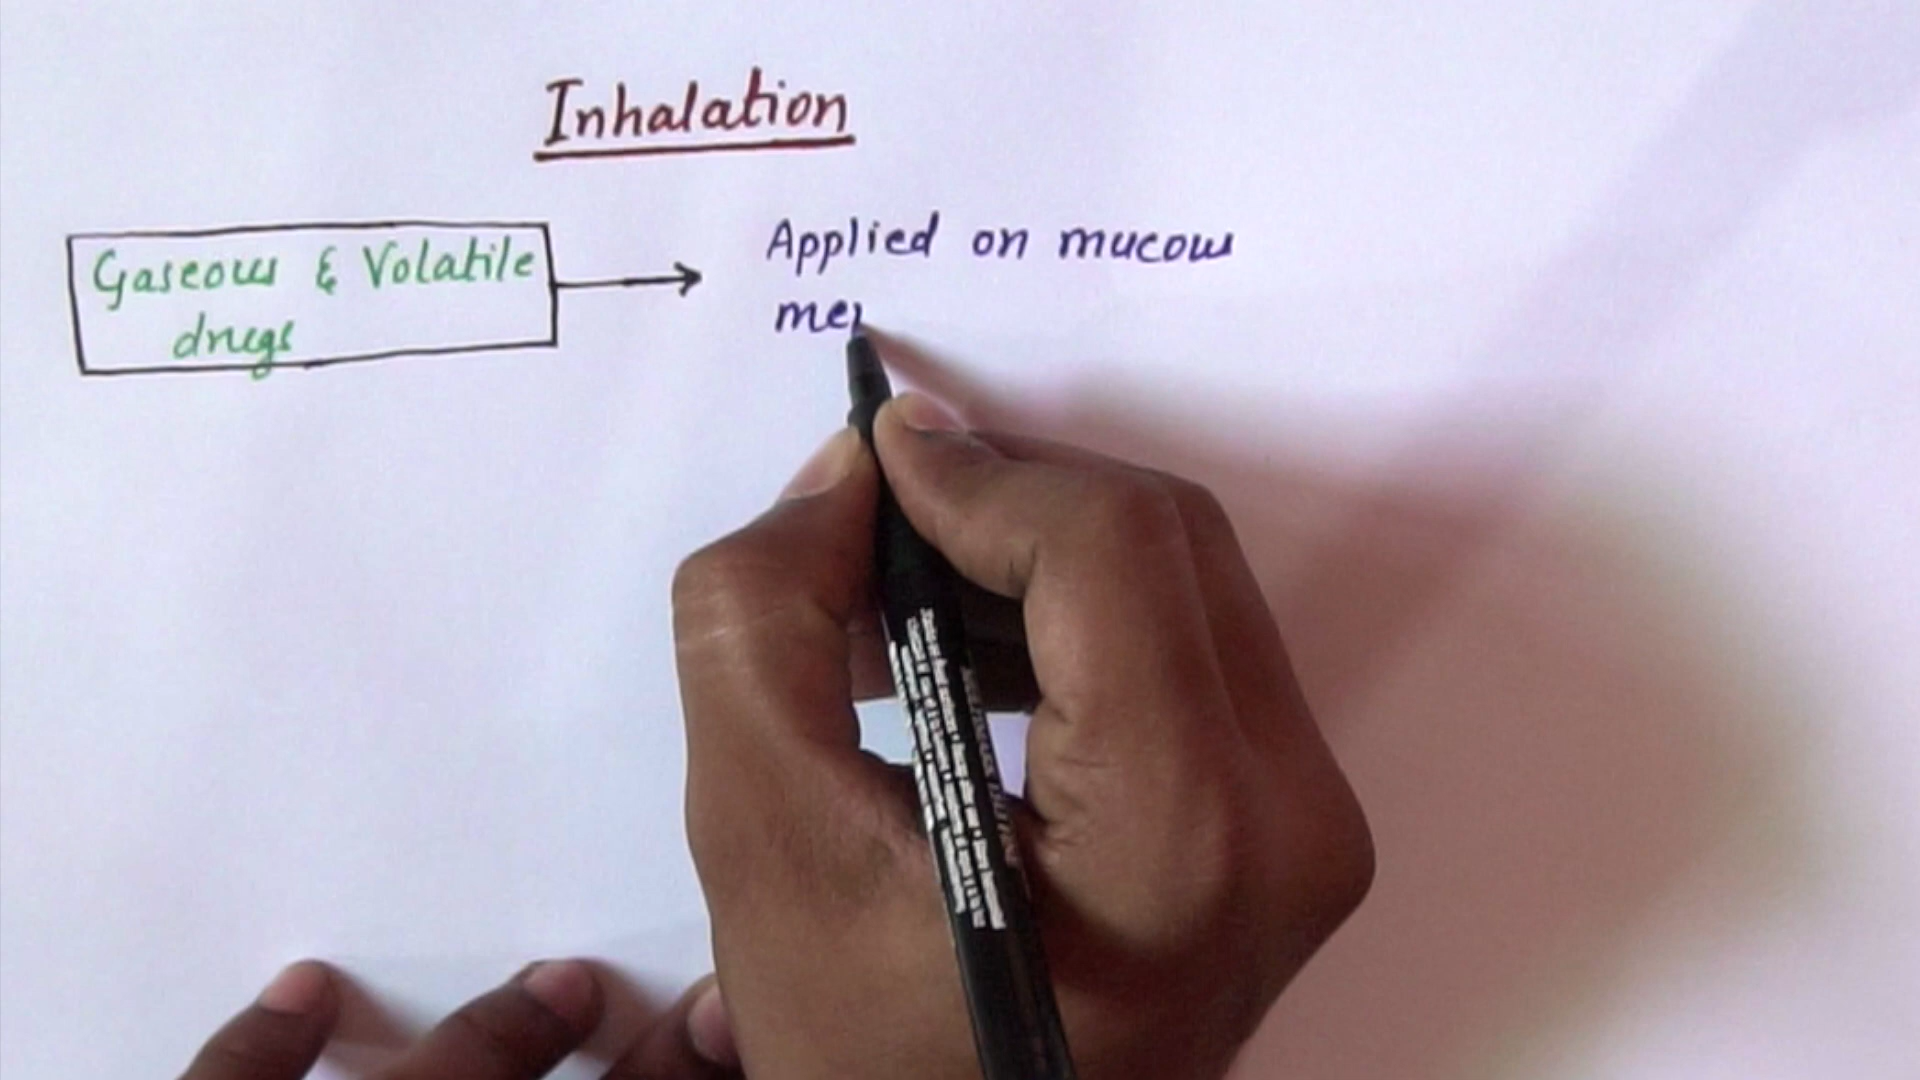 Inhalation
Gaseous & Volatile
drugs
Applied on mucous
me